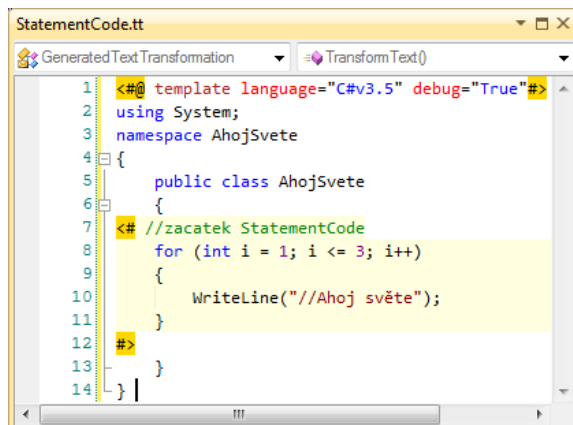 StatementCode.tt
GeneratedTextTransformation TransformText()
1 <#@ template language="C#v3.5" debug="True"#>
2 using System;
3 namespace AhojSvete
4 {
5 public class AhojSvete
6 {
7 <# //zacatek StatementCode
8 for (int i = 1; i <= 3; i++)
9 {
10 WriteLine("//Ahoj světe");
11 }
12 #>
13 }
14 }